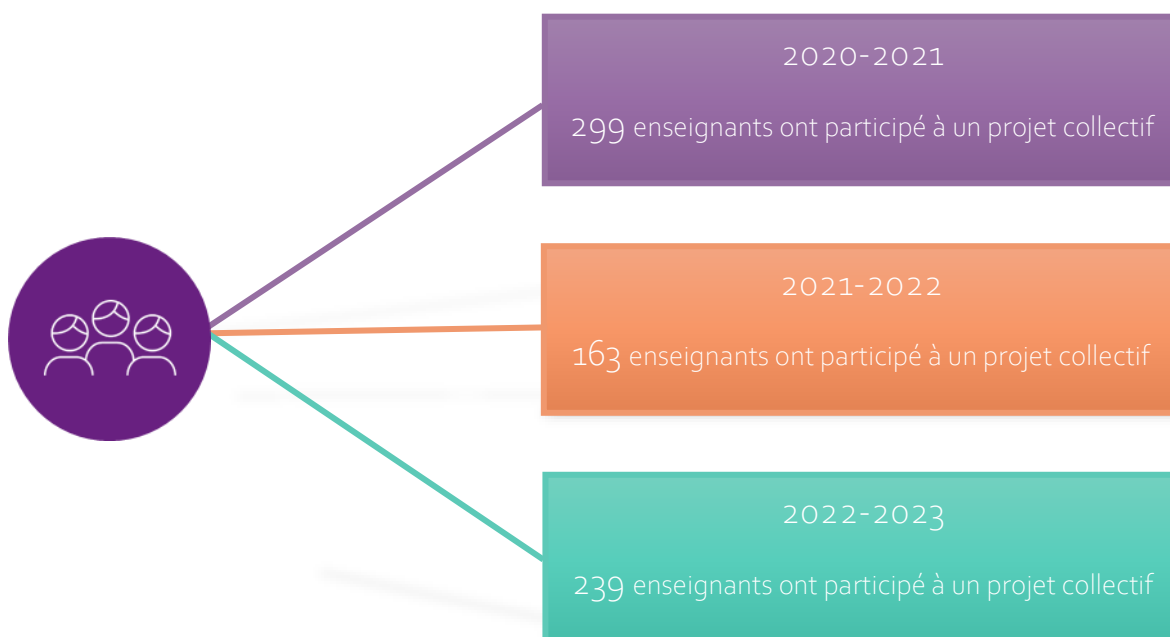 2020-2021
299 enseignants ont participé à un projet collectif
2021-2022
163 enseignants ont participé à un projet collectif
2022-2023
239 enseignants ont participé à un projet collectif